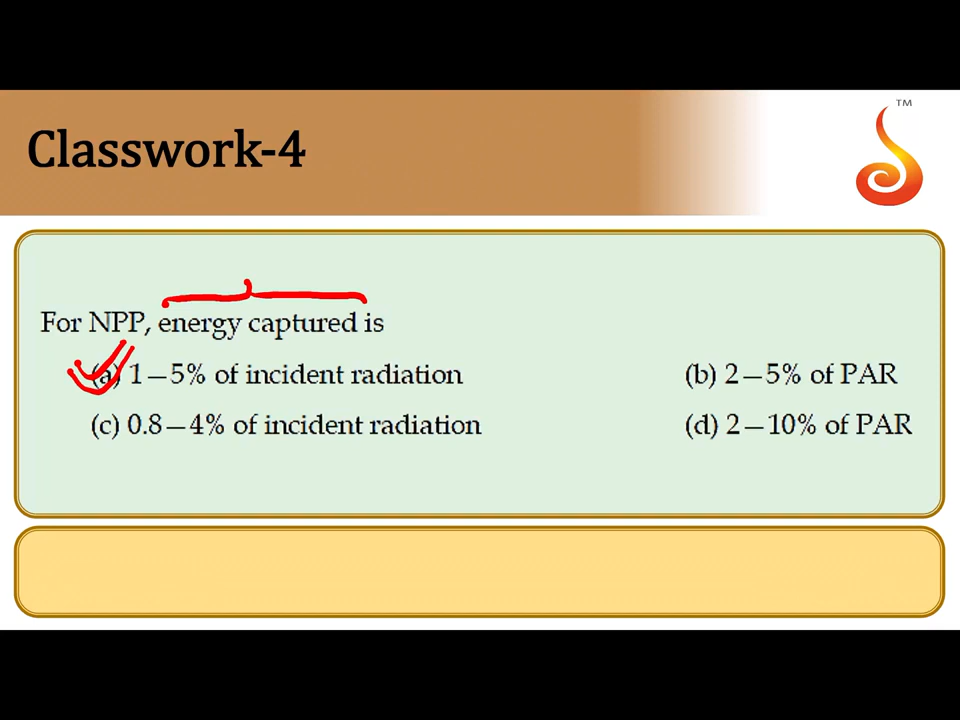 TM
Classwork-4
For NPP, energy captured is
(a) 1–5% of incident radiation (b) 2–5% of PAR
(c) 0.8–4% of incident radiation (d) 2–10% of PAR